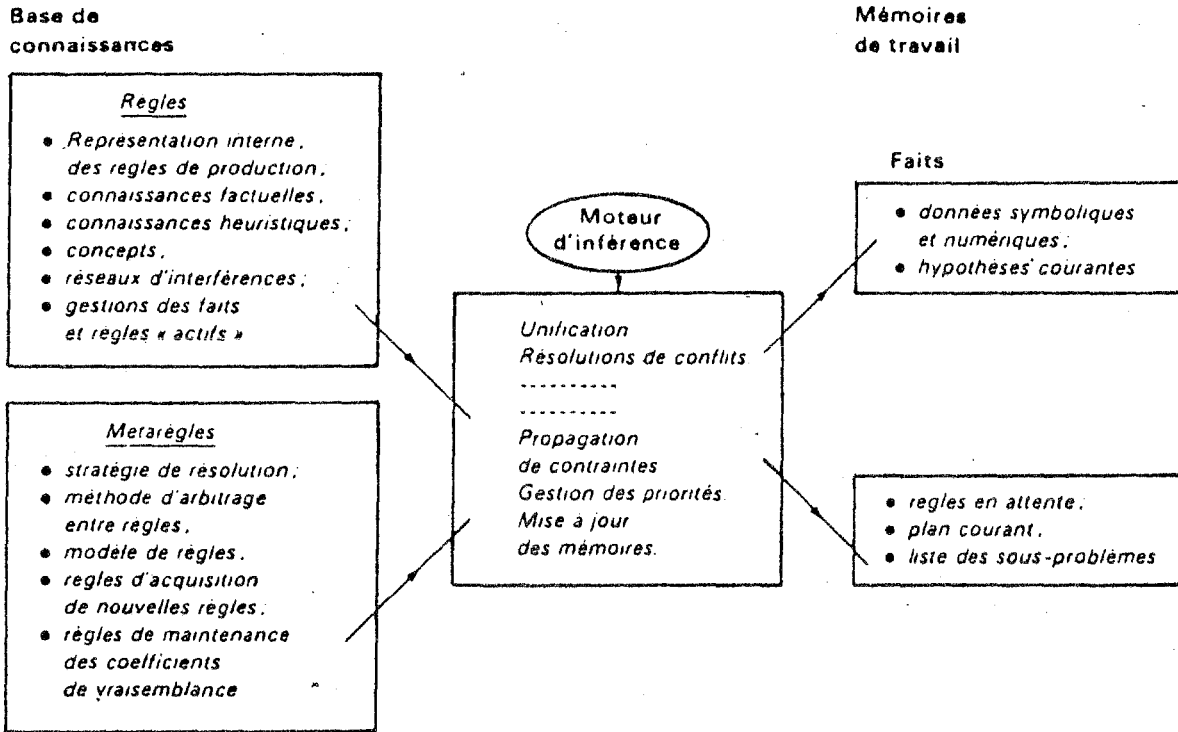 Base de
connaissances
Règles
• Représentation interne,
des règles de production;
• connaissances factuelles,
• connaissances heuristiques;
• concepts,
• réseaux d'interférences;
• gestions des faits
et règles « actifs »
Metarègles
• stratégie de résolution;
• méthode d'arbitrage
entre règles,
• modèle de règles,
• règles d'acquisition
de nouvelles règles;
• règles de maintenance
des coefficients
de vraisemblance
Moteur
d'inférence
Unification
Résolutions de conflits
----------
----------
Propagation
de contraintes
Gestion des priorités.
Mise à jour
des mémoires.
Mémoires
de travail
Faits
• données symboliques
et numériques;
• hypothèses courantes
• regles en attente;
• plan courant,
• liste des sous-problèmes